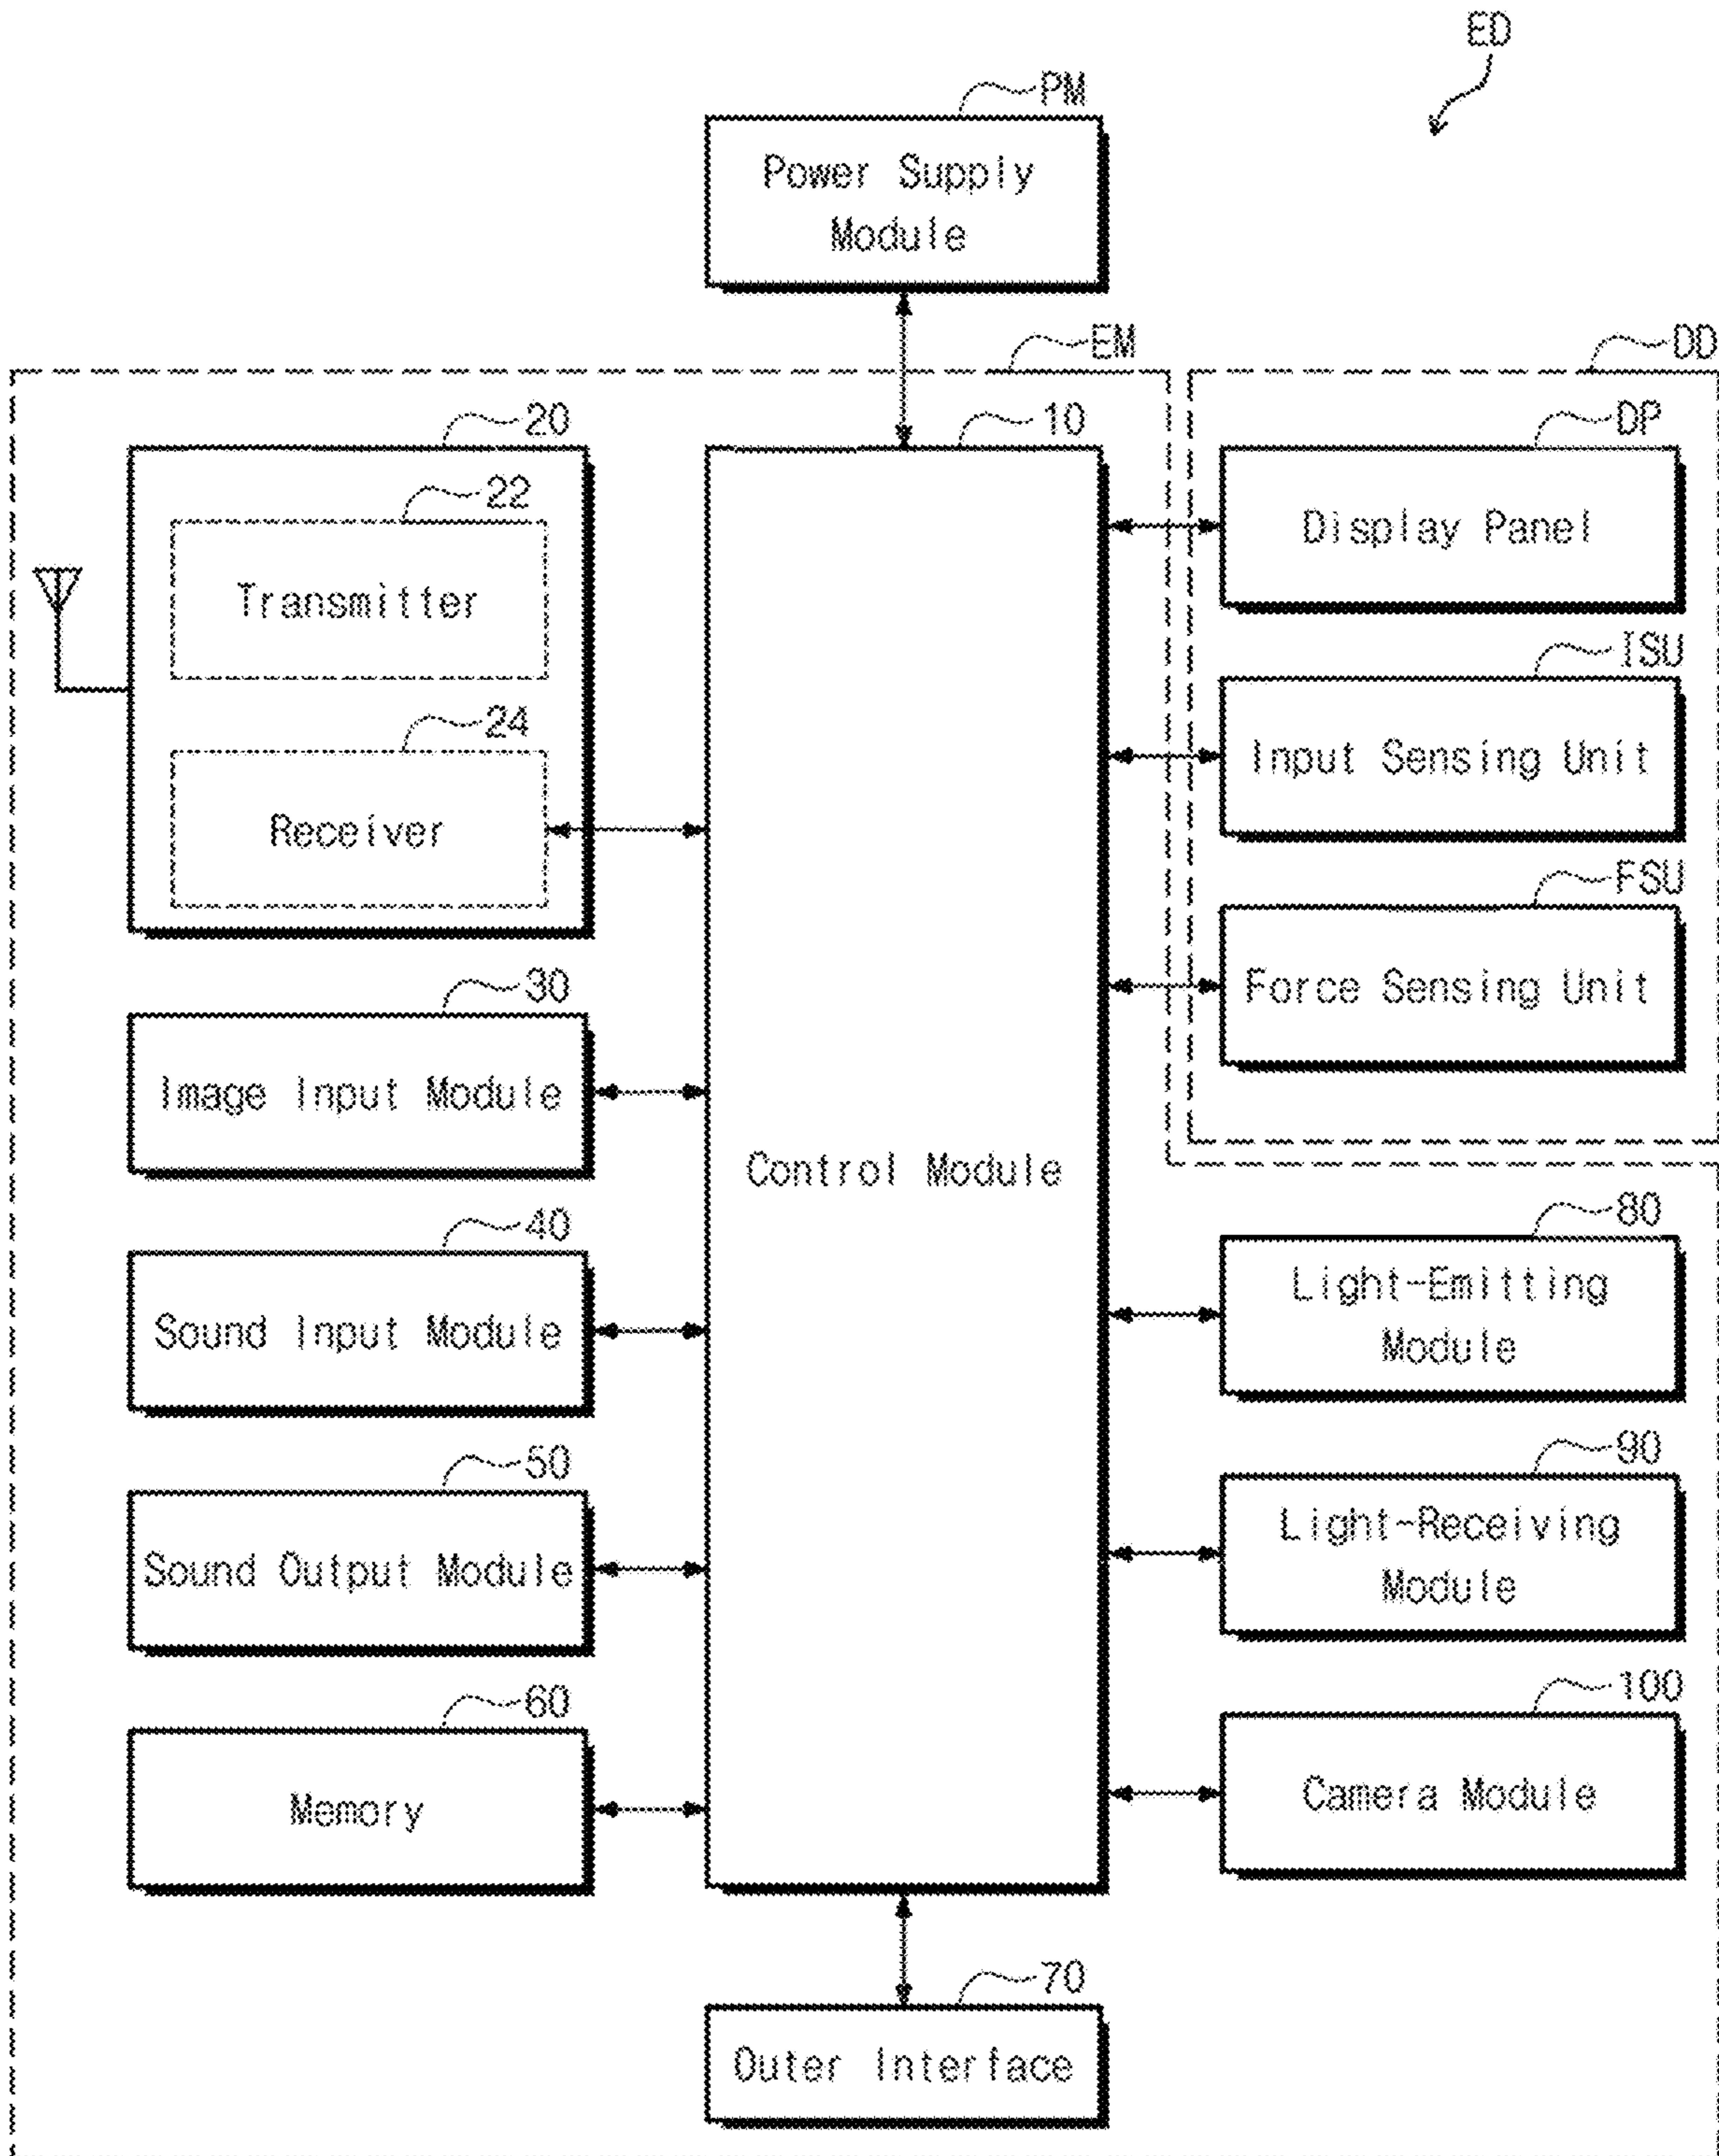 ED
PM
Power Supply
Module
EM
DD
20
10
DP
22
Display Panel
Transmitter
ISU
24
Input Sensing Unit
Receiver
FSU
Force Sensing Unit
30
Image Input Module
Control Module
40
80
Sound Input Module
Light-Emitting
Module
50
90
Sound Output Module
Light-Receiving
Module
60
100
Memory
Camera Module
70
Outer Interface